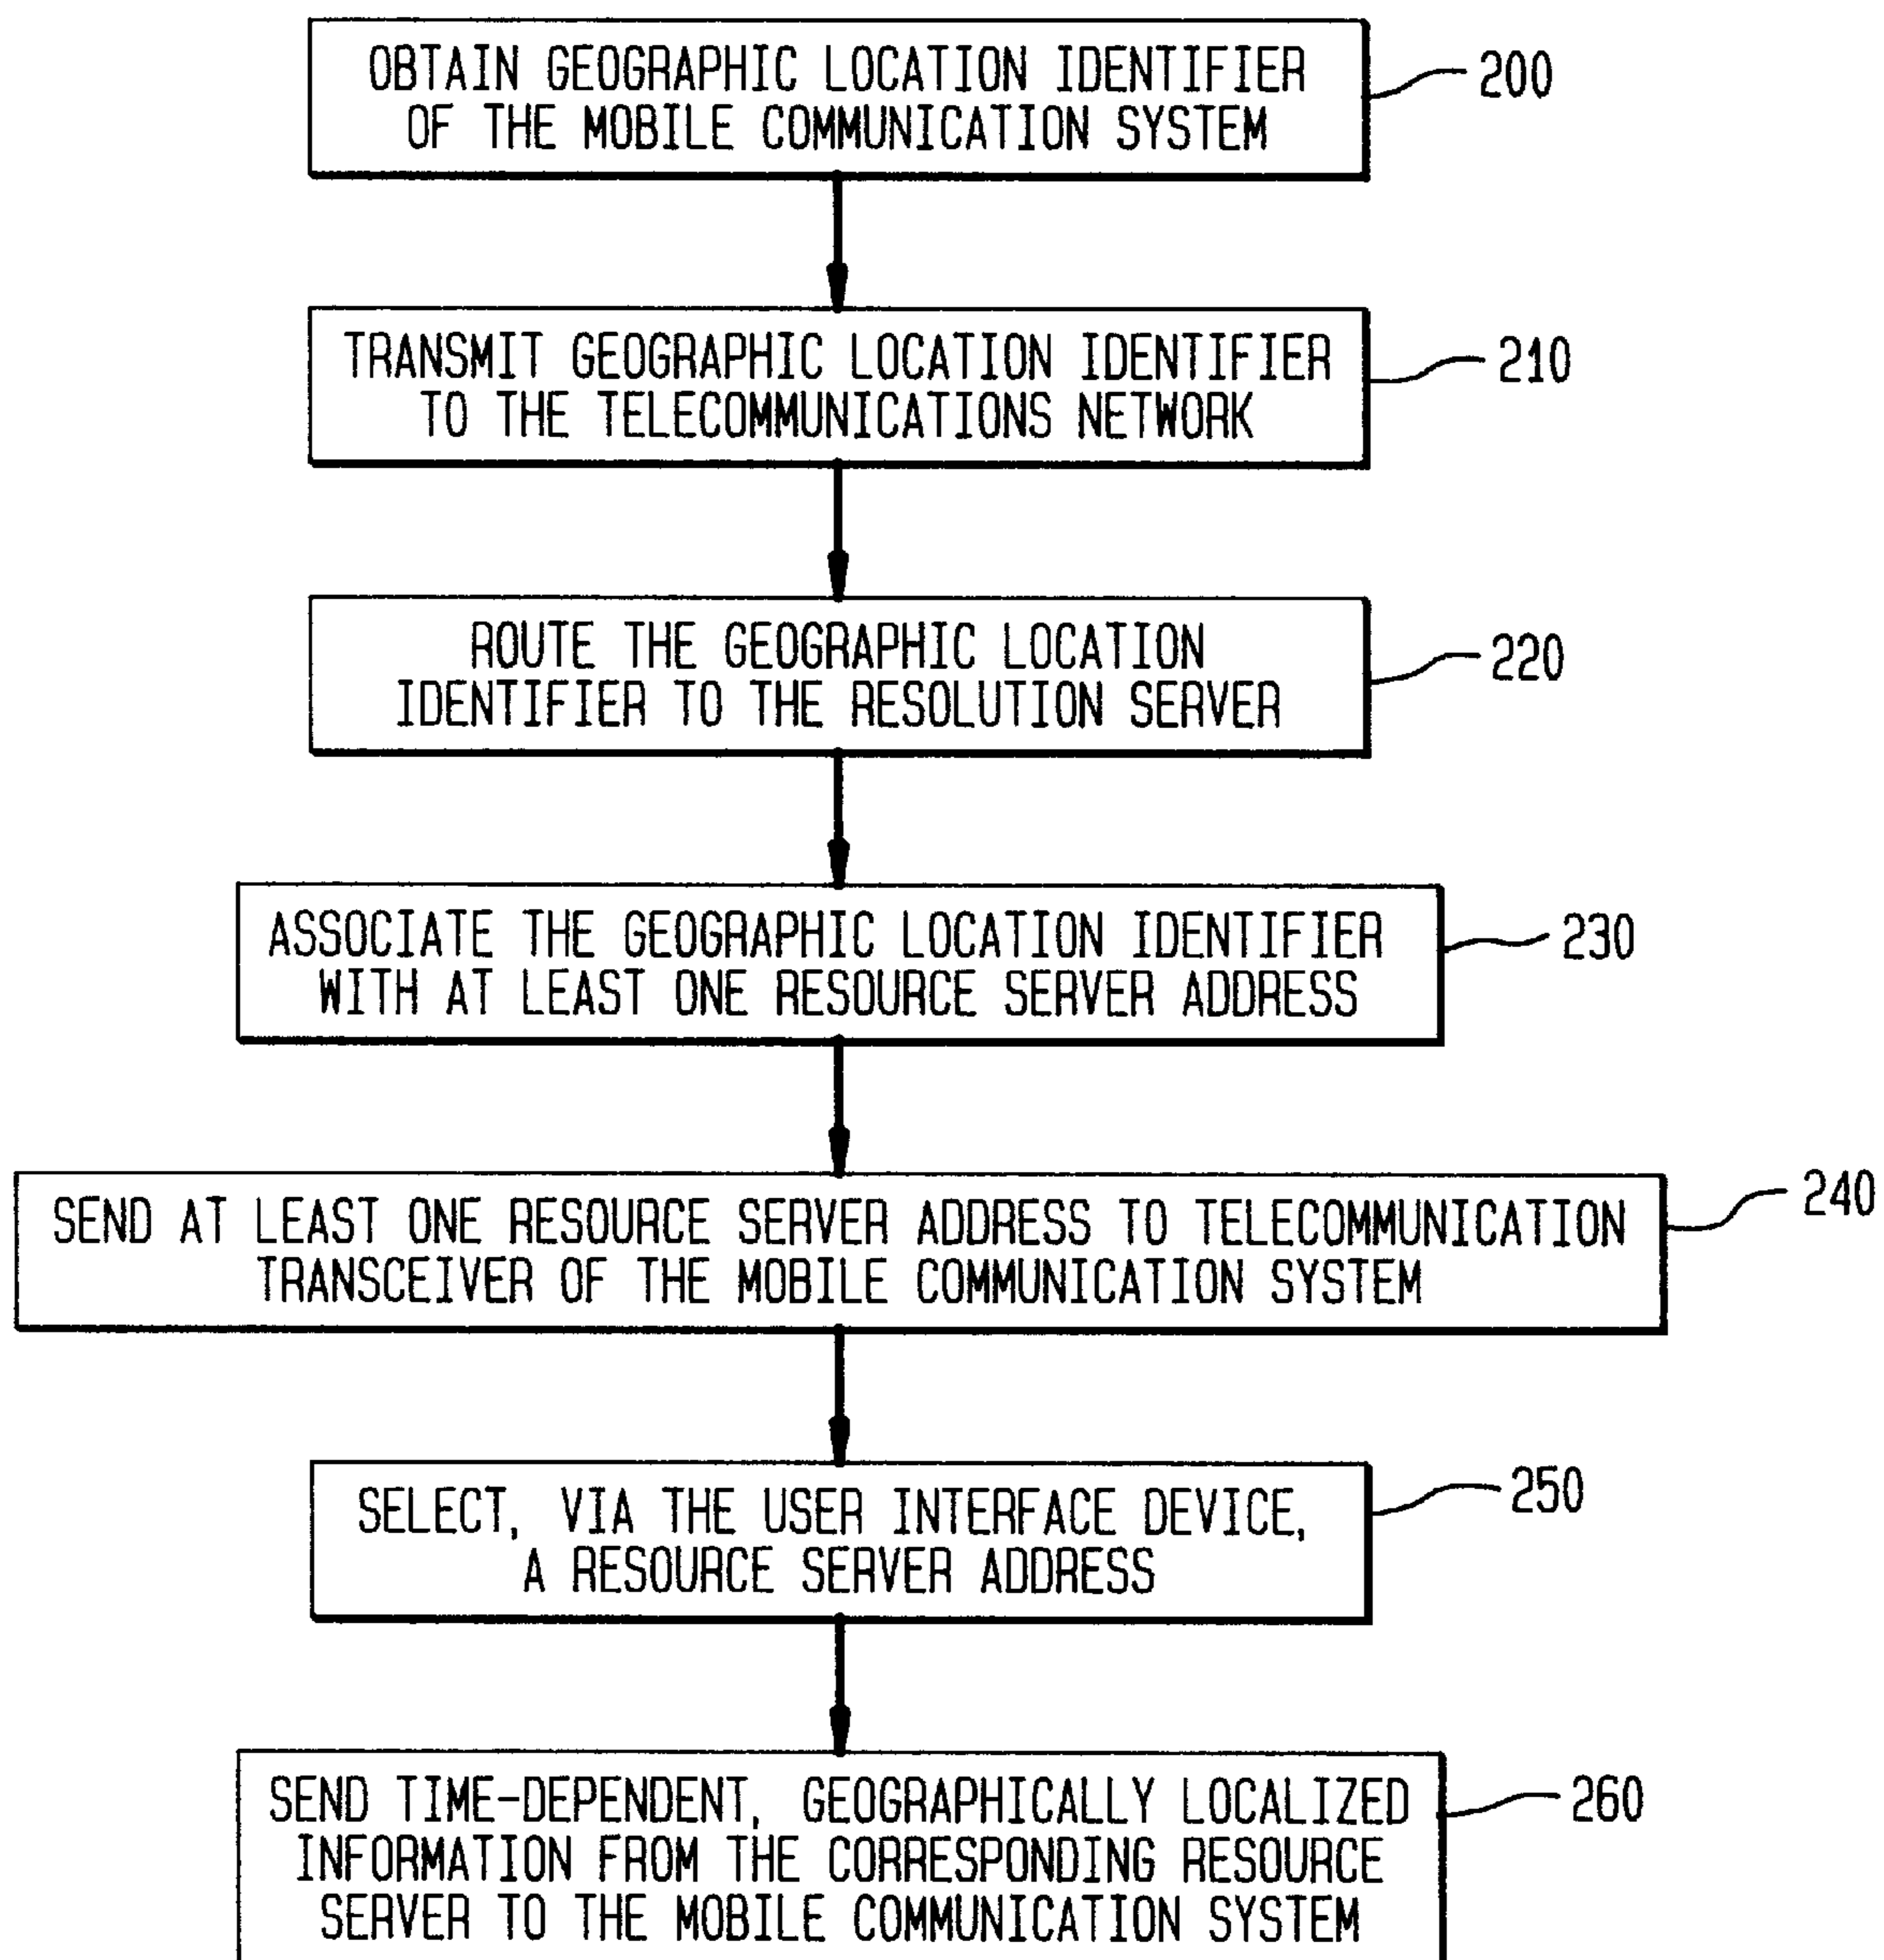 OBTAIN GEOGRAPHIC LOCATION IDENTIFIER
OF THE MOBILE COMMUNICATION SYSTEM
200
TRANSMIT GEOGRAPHIC LOCATION IDENTIFIER
TO THE TELECOMMUNICATIONS NETWORK
210
ROUTE THE GEOGRAPHIC LOCATION
IDENTIFIER TO THE RESOLUTION SERVER
220
ASSOCIATE THE GEOGRAPHIC LOCATION IDENTIFIER
WITH AT LEAST ONE RESOURCE SERVER ADDRESS
230
SEND AT LEAST ONE RESOURCE SERVER ADDRESS TO TELECOMMUNICATION
TRANSCEIVER OF THE MOBILE COMMUNICATION SYSTEM
240
SELECT, VIA THE USER INTERFACE DEVICE,
A RESOURCE SERVER ADDRESS
250
SEND TIME-DEPENDENT, GEOGRAPHICALLY LOCALIZED
INFORMATION FROM THE CORRESPONDING RESOURCE
SERVER TO THE MOBILE COMMUNICATION SYSTEM
260